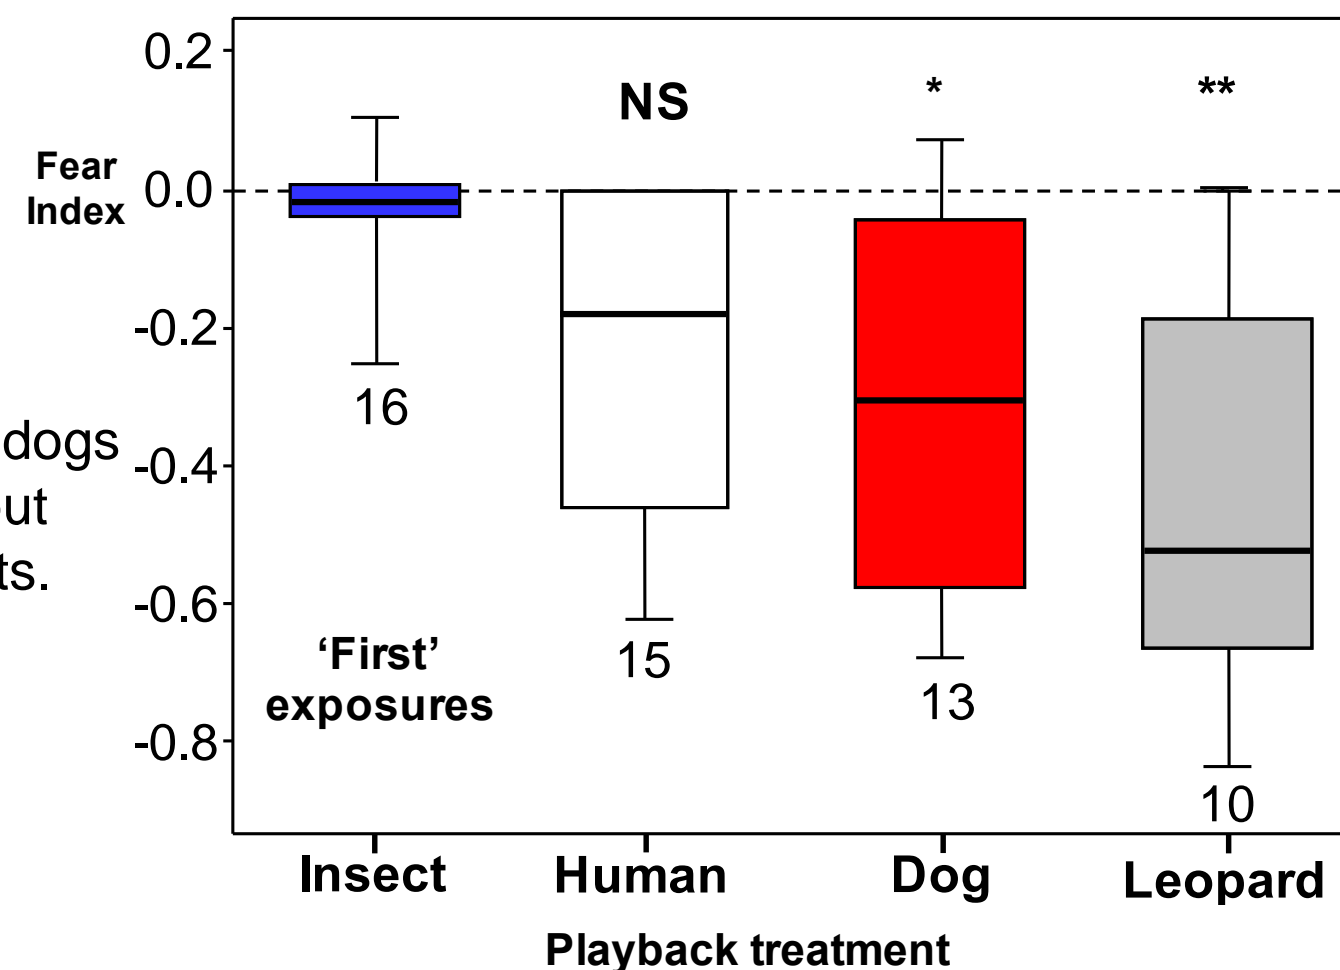 0.2
NS
*
**
Fear
Index
0.0
-0.2
16
dogs
-0.4
ts.
-0.6
‘First’
exposures
15
13
-0.8
10
Insect
Human
Dog
Leopard
Playback treatment